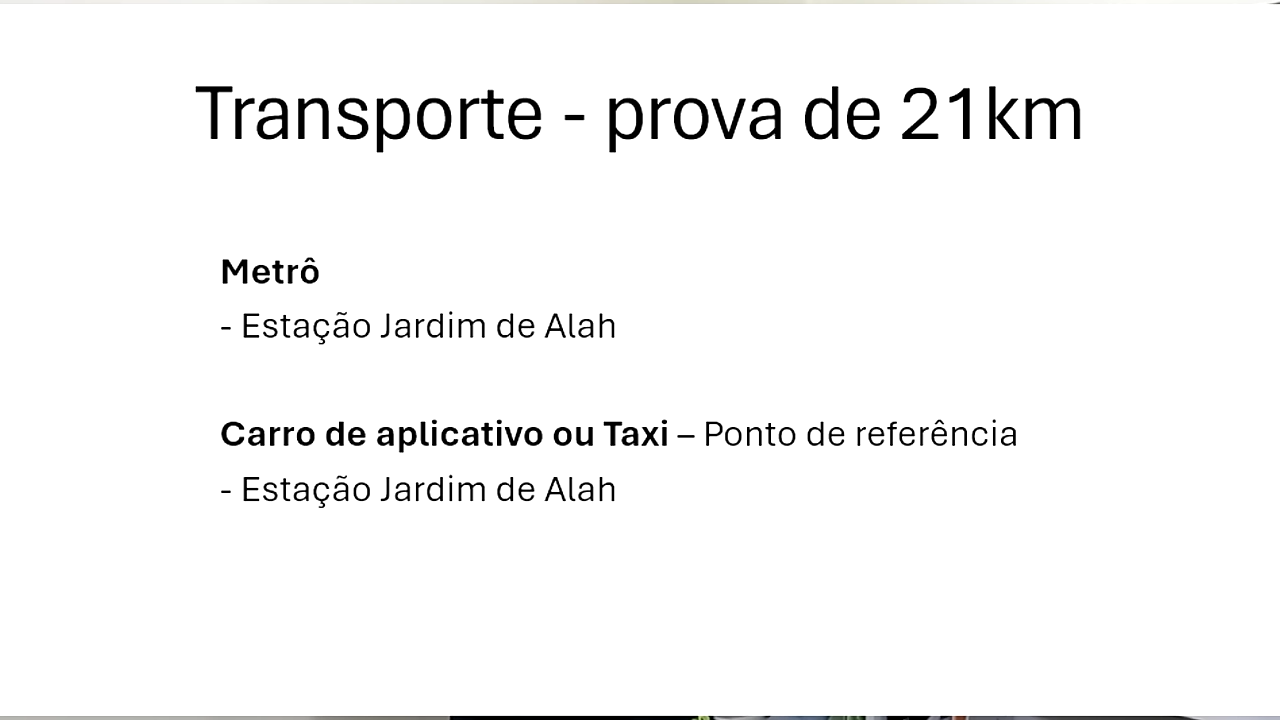 Transporte - prova de 21km
Metrô
- Estação Jardim de Alah
Carro de aplicativo ou Taxi – Ponto de referência
- Estação Jardim de Alah